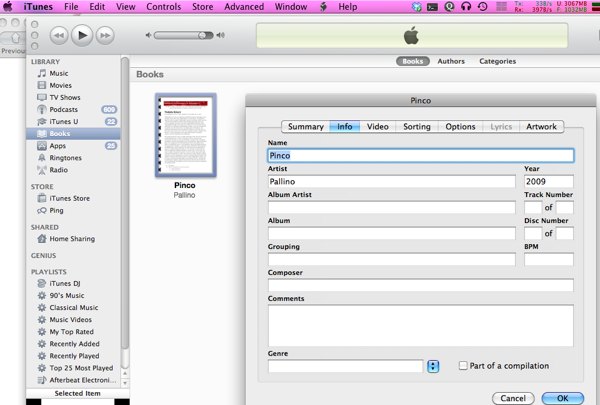 iTunes File Edit View Controls Store Advanced Window Help Tx: 338/s U: 3067MB
Rx: 3978/s F: 1032MB
Previous
Books Authors Categories
LIBRARY
Music
Movies
TV Shows
Podcasts 606
iTunes U 22
Books
Apps 25
Ringtones
Radio
STORE
iTunes Store
Ping
SHARED
Home Sharing
GENIUS
PLAYLISTS
iTunes DJ
90's Music
Classical Music
Music Videos
My Top Rated
Recently Added
Recently Played
Top 25 Most Played
Afterbeat Electroni...
Selected Item
Books
Pinco
Pallino
Pinco
Summary Info Video Sorting Options Lyrics Artwork
Name
Pinco
Artist Year
Pallino 2009
Album Artist Track Number
of
Album Disc Number
of
Grouping BPM
Composer
Comments
Genre
Part of a compilation
Cancel OK